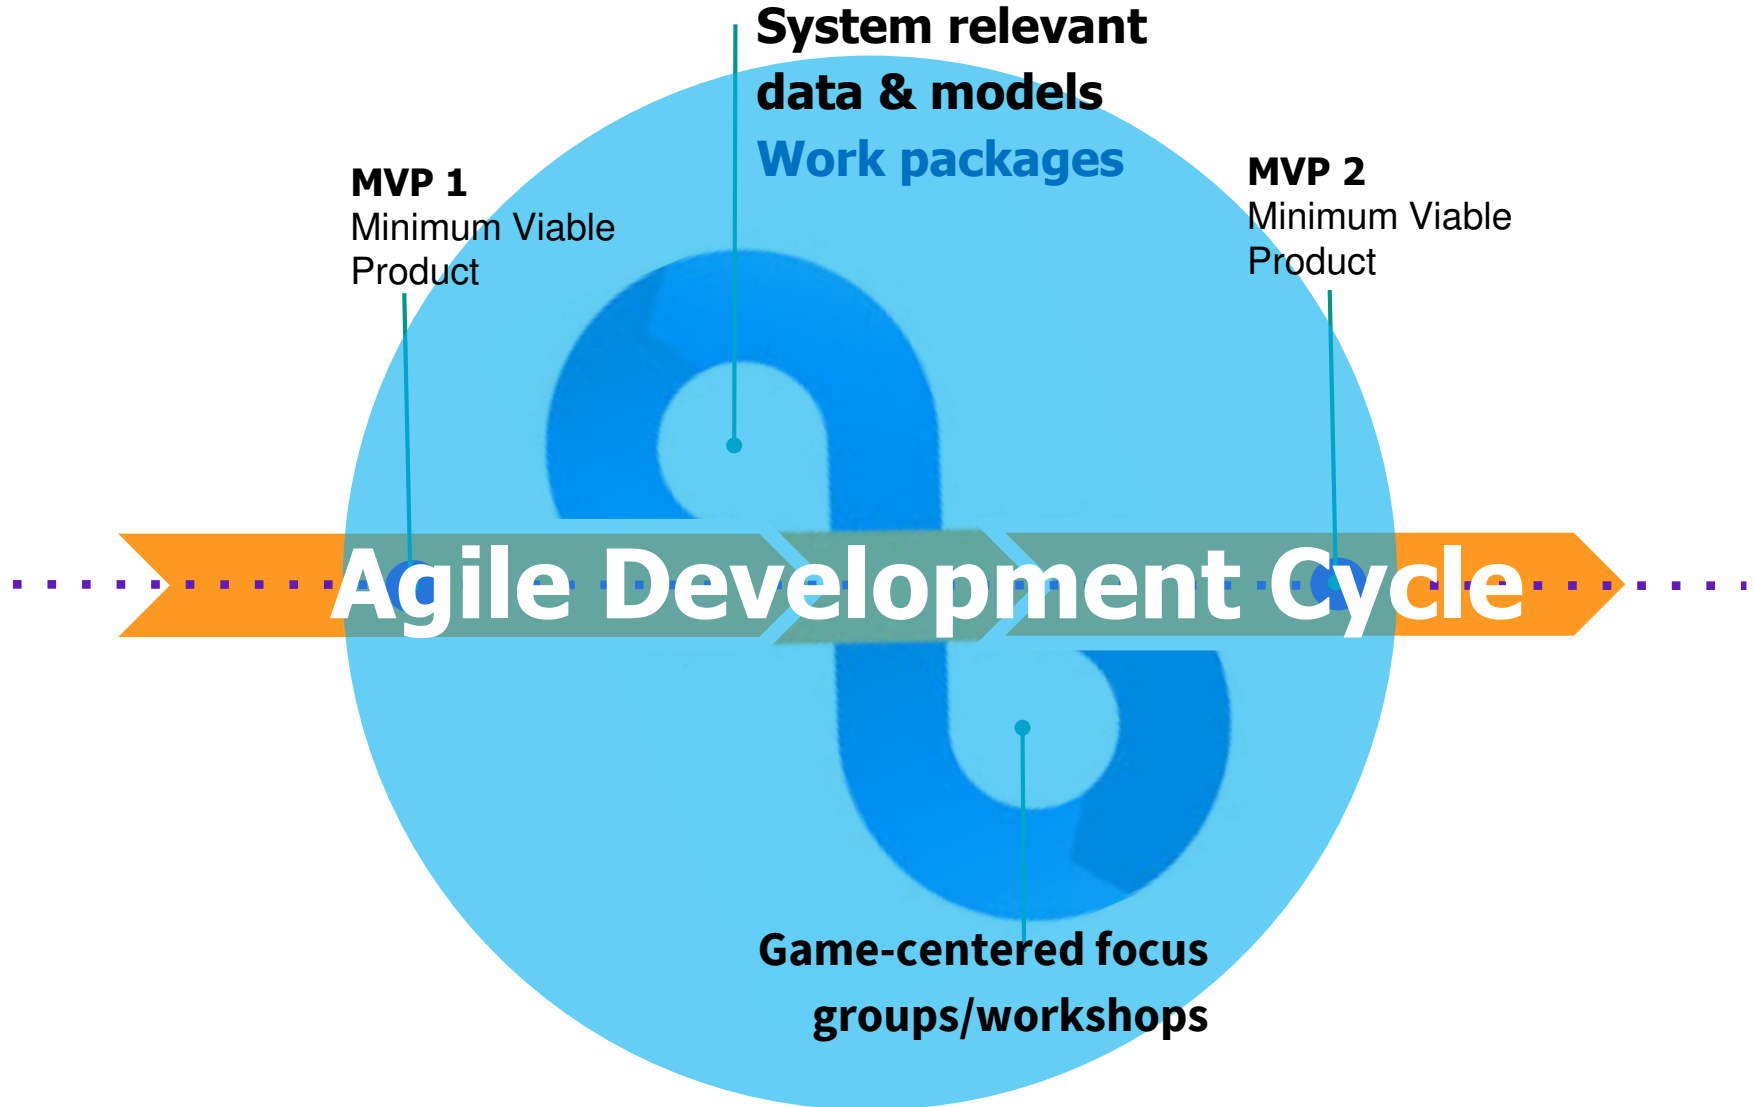 System relevant
data & models
Work packages
MVP 1
Minimum Viable
Product
MVP 2
Minimum Viable
Product
Agile Development Cycle
Game-centered focus
groups/workshops